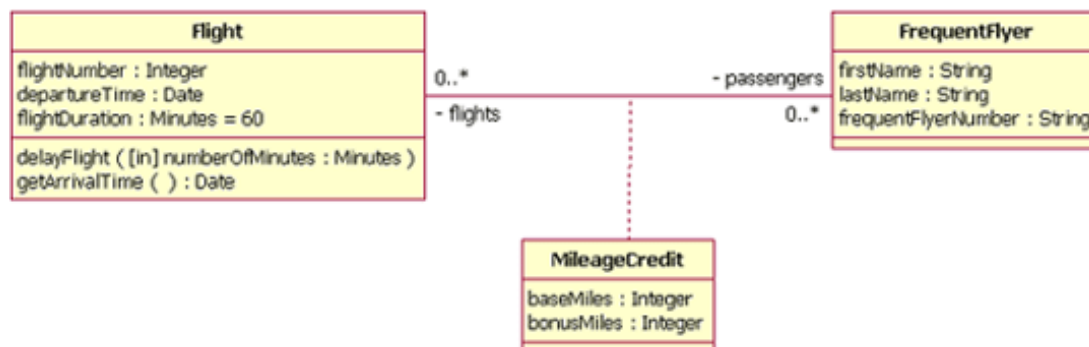 Flight
flightNumber : Integer
departureTime : Date
flightDuration : Minutes = 60
delayFlight ( [in] numberOfMinutes : Minutes )
getArrivalTime ( ) : Date
0..*
- flights
- passengers
0..*
FrequentFlyer
firstName : String
lastName : String
frequentFlyerNumber : String
MileageCredit
baseMiles : Integer
bonusMiles : Integer